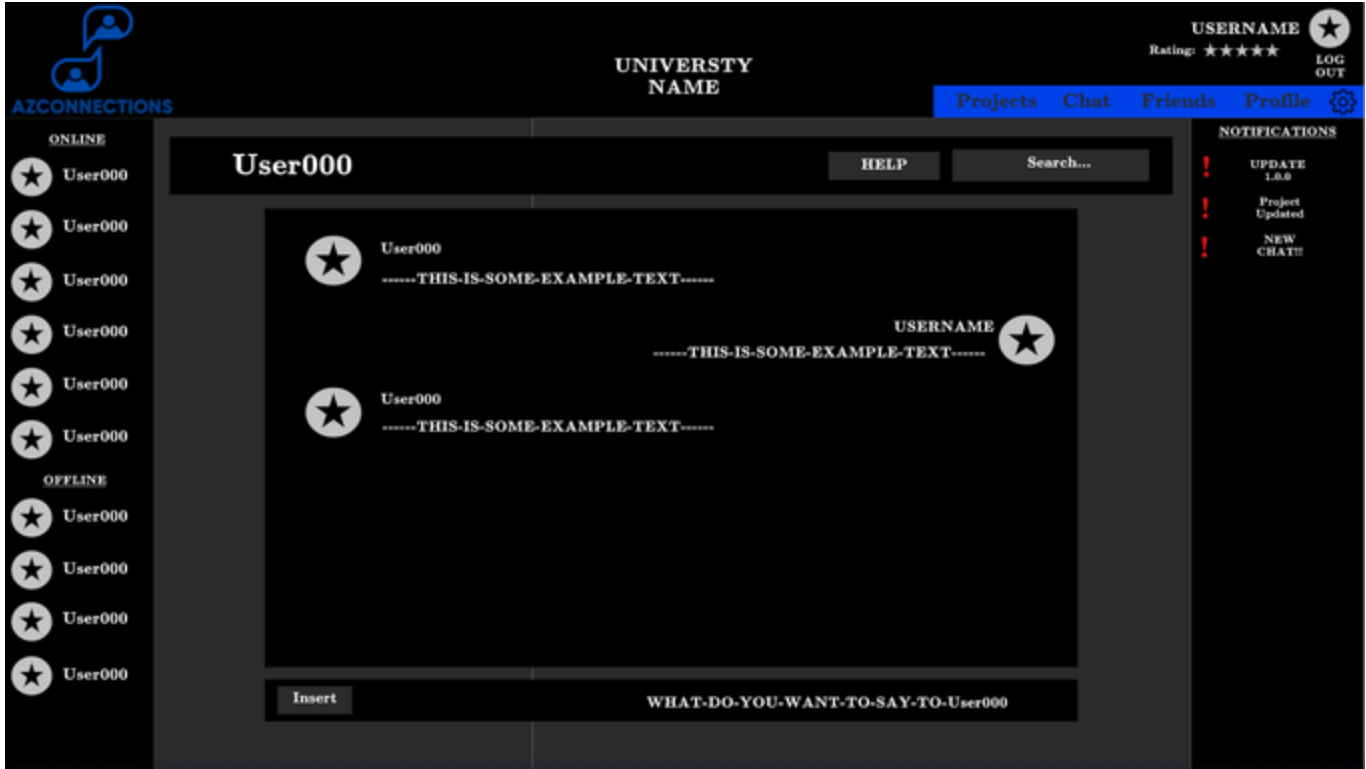 AZCONNECTIONS
UNIVERSTY
NAME
USERNAME
Rating: ★★★★★
LOG
OUT
Projects Chat Friends Profile
ONLINE
User000
User000
User000
User000
User000
User000
OFFLINE
User000
User000
User000
User000
User000
HELP
Search...
User000
------THIS-IS-SOME-EXAMPLE-TEXT------
USERNAME
------THIS-IS-SOME-EXAMPLE-TEXT------
User000
------THIS-IS-SOME-EXAMPLE-TEXT------
Insert
WHAT-DO-YOU-WANT-TO-SAY-TO-User000
NOTIFICATIONS
! UPDATE
1.0.0
! Project
Updated
! NEW
CHAT!!